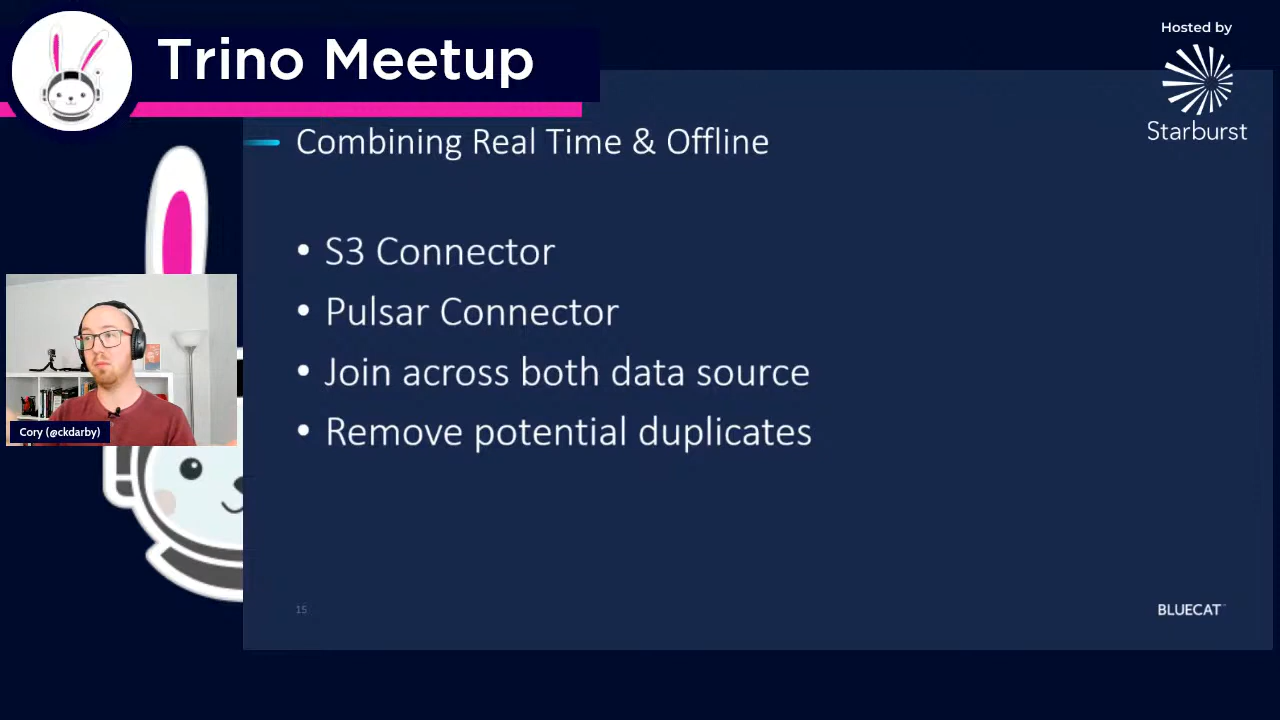 Trino Meetup
Hosted by
Starburst
Combining Real Time & Offline
• S3 Connector
• Pulsar Connector
• Join across both data source
• Remove potential duplicates
Cory (@ckdarby)
15
BLUECAT